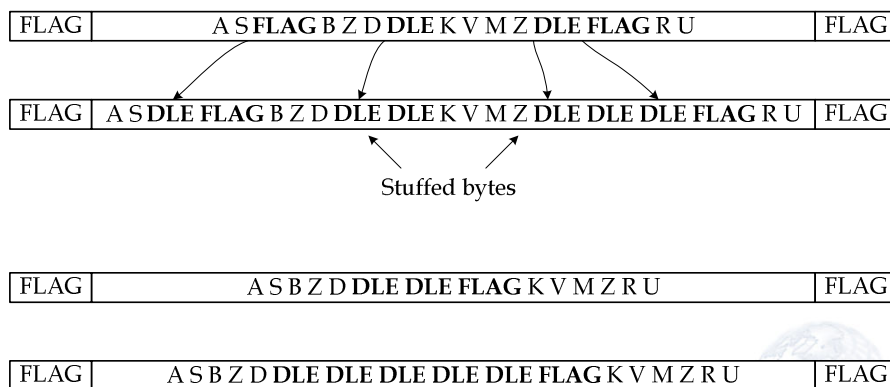 FLAG A S FLAG B Z D DLE K V M Z DLE FLAG R U FLAG
FLAG A S DLE FLAG B Z D DLE DLE K V M Z DLE DLE DLE FLAG R U FLAG
Stuffed bytes
FLAG A S B Z D DLE DLE FLAG K V M Z R U FLAG
FLAG A S B Z D DLE DLE DLE DLE DLE FLAG K V M Z R U FLAG